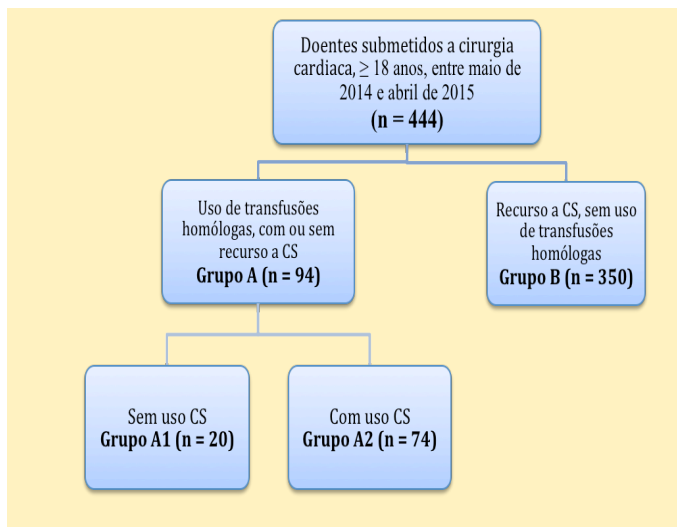 Doentes submetidos a cirurgia
cardiaca, ≥ 18 anos, entre maio de
2014 e abril de 2015
(n = 444)
Uso de transfusões
homólogas, com ou sem
recurso a CS
Grupo A (n = 94)
Recurso a CS, sem uso
de transfusões
homólogas
Grupo B (n = 350)
Sem uso CS
Grupo A1 (n = 20)
Com uso CS
Grupo A2 (n = 74)